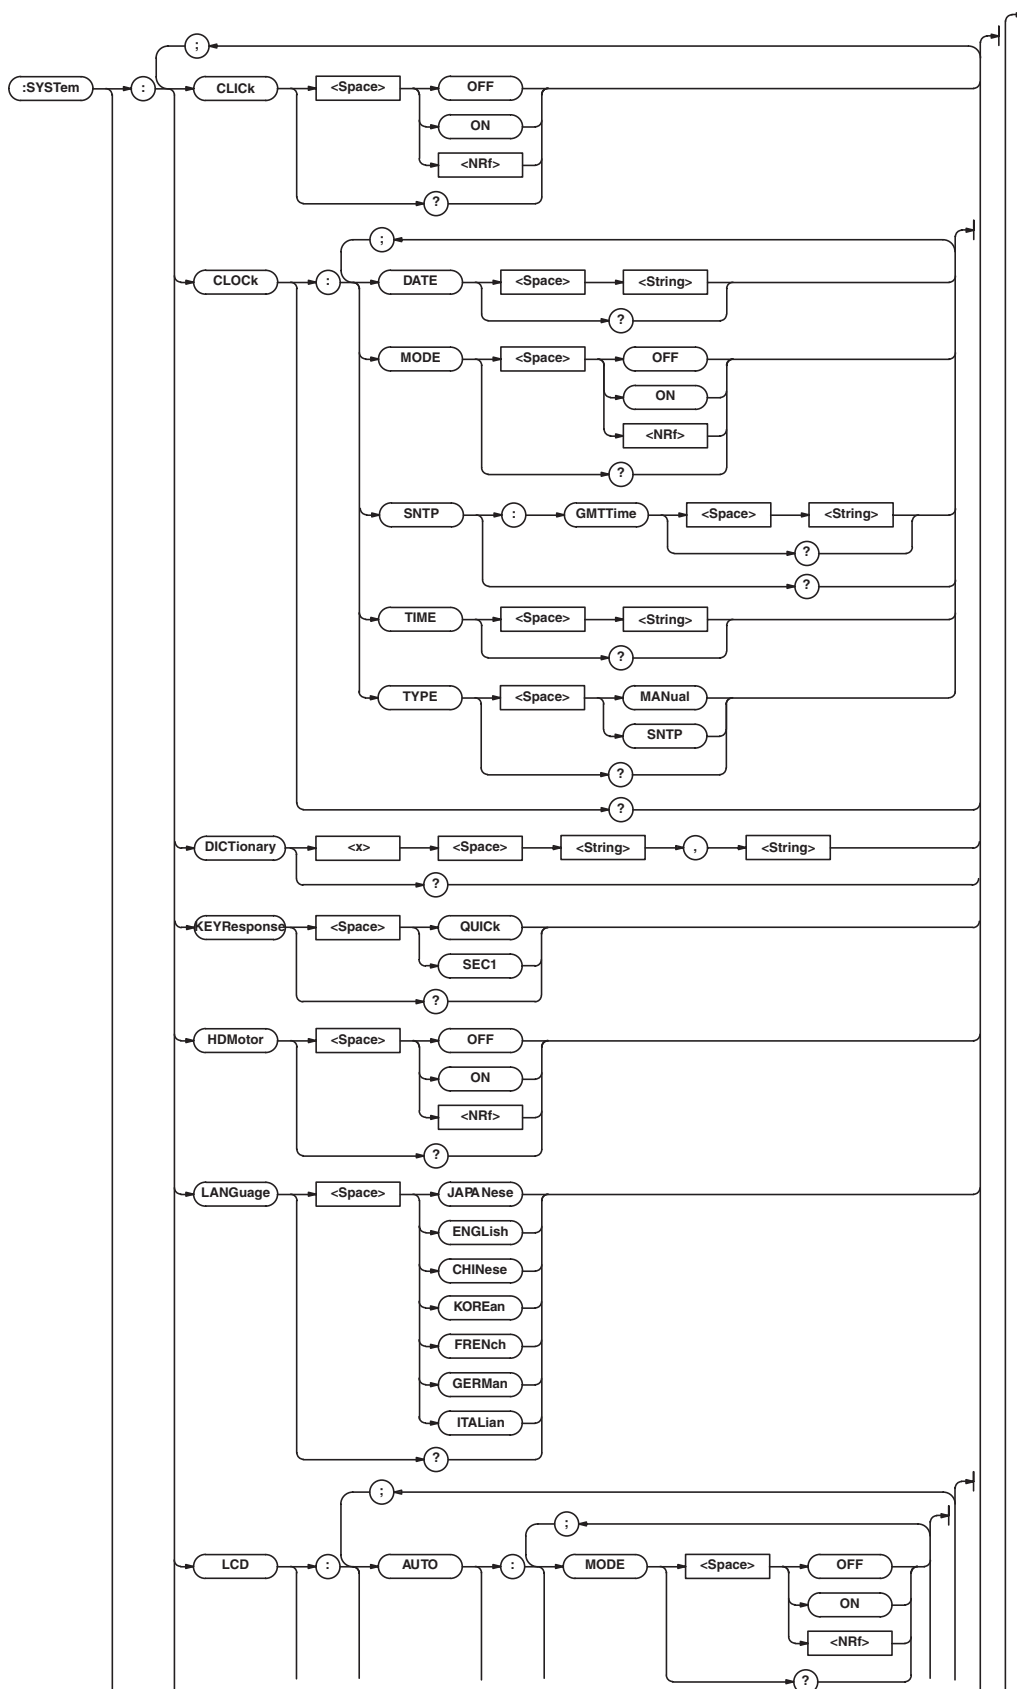 ;
:SYSTem : CLICk <Space> OFF
ON
<NRf>
?
;
CLOCk : DATE <Space> <String>
?
MODE <Space> OFF
ON
<NRf>
?
SNTP : GMTTime <Space> <String>
?
?
TIME <Space> <String>
?
TYPE <Space> MANual
SNTP
?
?
DICTionary <x> <Space> <String> , <String>
?
KEYResponse <Space> QUICk
SEC1
?
HDMotor <Space> OFF
ON
<NRf>
?
LANGuage <Space> JAPANese
ENGLish
CHINese
KOREan
FRENch
GERMan
ITALian
?
;
;
LCD : AUTO : MODE <Space> OFF
ON
<NRf>
?